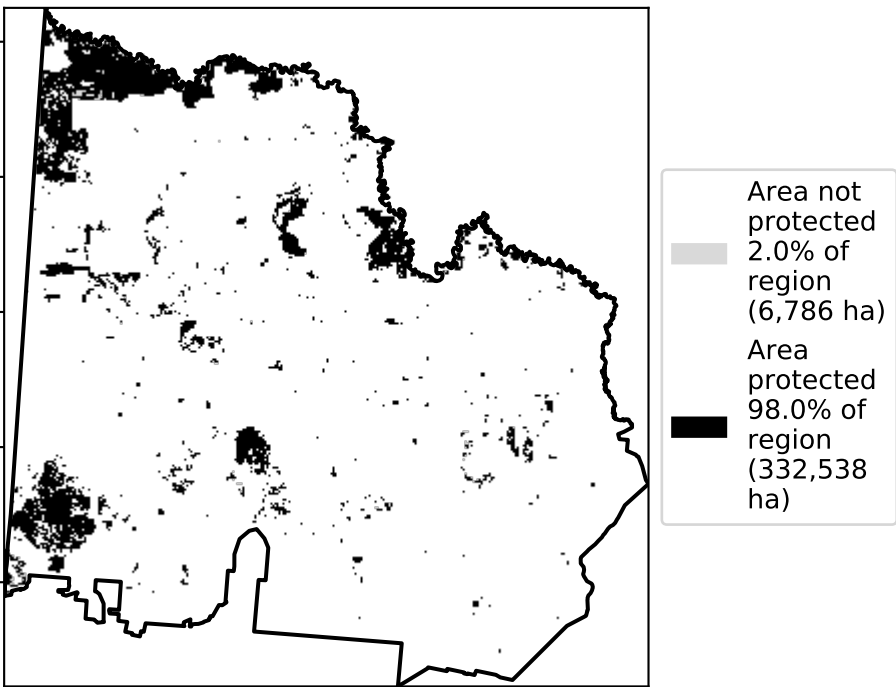 Area not
protected
2.0% of
region
(6,786 ha)
Area
protected
98.0% of
region
(332,538
ha)